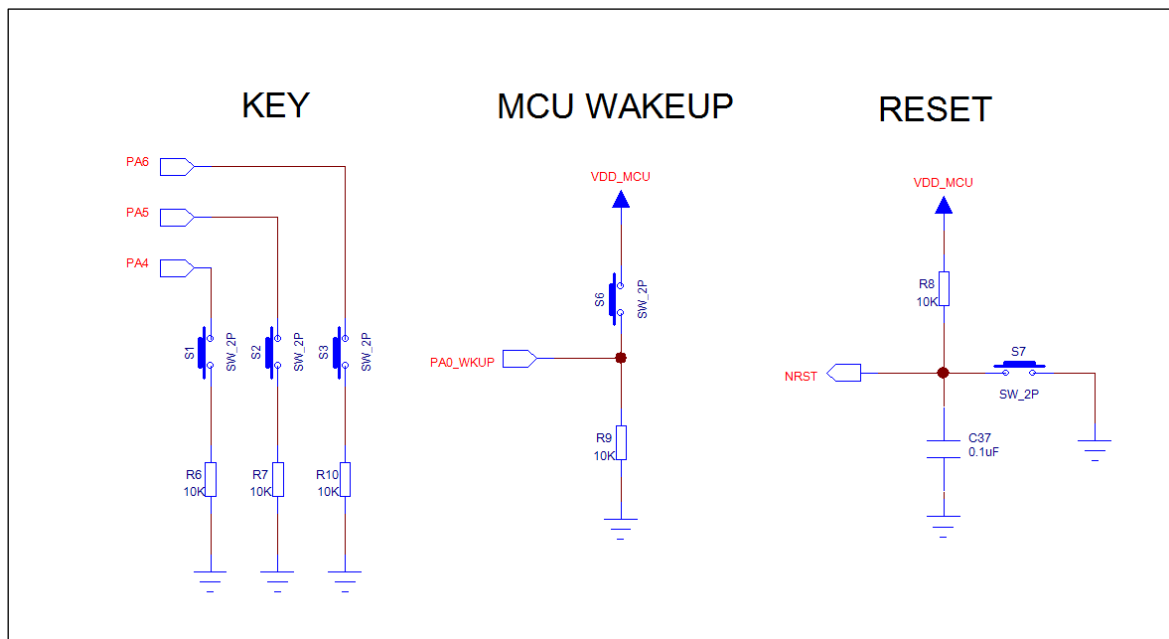 KEY
PA6
PA5
PA4
S1
SW_2P
S2
SW_2P
S3
SW_2P
R6
10K
R7
10K
R10
10K
MCU WAKEUP
VDD_MCU
S6
SW_2P
PA0_WKUP
R9
10K
RESET
VDD_MCU
R8
10K
NRST
S7
SW_2P
C37
0.1uF